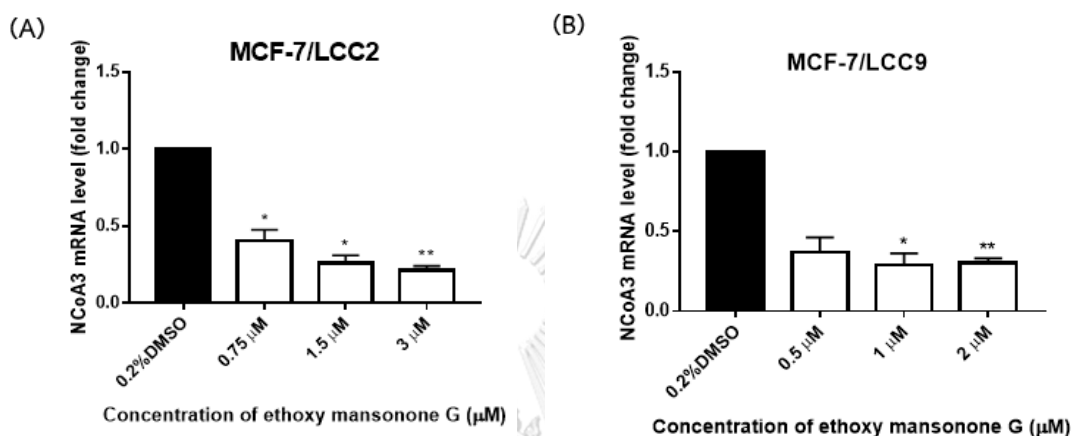 (A)
MCF-7/LCC2
NCoA3 mRNA level (fold change)
1.5
1.0
0.5
0.0
*
*
**
0.2%DMSO
0.75 μM
1.5 μM
3 μM
Concentration of ethoxy mansonone G (μM)
(B)
MCF-7/LCC9
NCoA3 mRNA level (fold change)
1.5
1.0
0.5
0.0
*
**
0.2%DMSO
0.5 μM
1 μM
2 μM
Concentration of ethoxy mansonone G (μM)